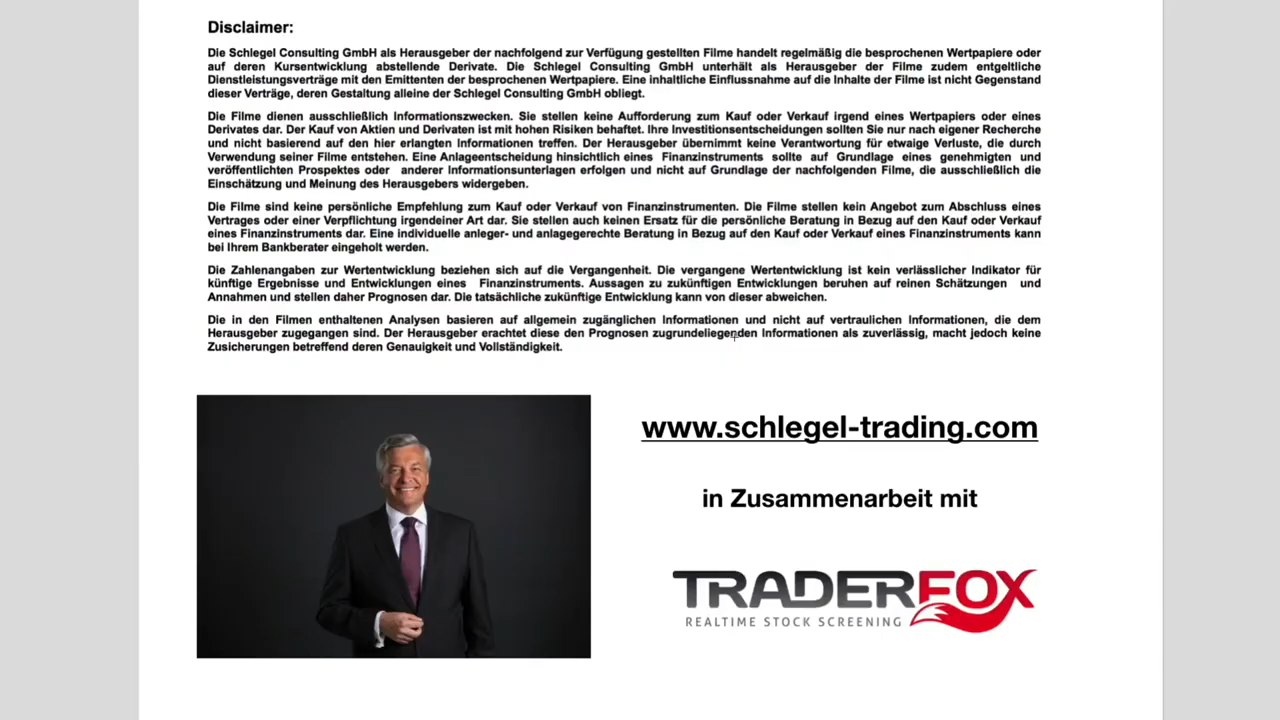 Disclaimer:
Die Schlegel Consulting GmbH als Herausgeber der nachfolgend zur Verfügung gestellten Filme handelt regelmäßig die besprochenen Wertpapiere oder
auf deren Kursentwicklung abstellende Derivate. Die Schlegel Consulting GmbH unterhält als Herausgeber der Filme zudem entgeltliche
Dienstleistungsverträge mit den Emittenten der besprochenen Wertpapiere. Eine inhaltliche Einflussnahme auf die Inhalte der Filme ist nicht Gegenstand
dieser Verträge, deren Gestaltung alleine der Schlegel Consulting GmbH obliegt.
Die Filme dienen ausschließlich Informationszwecken. Sie stellen keine Aufforderung zum Kauf oder Verkauf irgend eines Wertpapiers oder eines
Derivates dar. Der Kauf von Aktien und Derivaten ist mit hohen Risiken behaftet. Ihre Investitionsentscheidungen sollten Sie nur nach eigener Recherche
und nicht basierend auf den hier erlangten Informationen treffen. Der Herausgeber übernimmt keine Verantwortung für etwaige Verluste, die durch
Verwendung seiner Filme entstehen. Eine Anlageentscheidung hinsichtlich eines Finanzinstruments sollte auf Grundlage eines genehmigten und
veröffentlichten Prospektes oder anderer Informationsunterlagen erfolgen und nicht auf Grundlage der nachfolgenden Filme, die ausschließlich die
Einschätzung und Meinung des Herausgebers widergeben.
Die Filme sind keine persönliche Empfehlung zum Kauf oder Verkauf von Finanzinstrumenten. Die Filme stellen kein Angebot zum Abschluss eines
Vertrages oder einer Verpflichtung irgendeiner Art dar. Sie stellen auch keinen Ersatz für die persönliche Beratung in Bezug auf den Kauf oder Verkauf
eines Finanzinstruments dar. Eine individuelle anleger- und anlagegerechte Beratung in Bezug auf den Kauf oder Verkauf eines Finanzinstruments kann
bei Ihrem Bankberater eingeholt werden.
Die Zahlenangaben zur Wertentwicklung beziehen sich auf die Vergangenheit. Die vergangene Wertentwicklung ist kein verlässlicher Indikator für
künftige Ergebnisse und Entwicklungen eines Finanzinstruments. Aussagen zu zukünftigen Entwicklungen beruhen auf reinen Schätzungen und
Annahmen und stellen daher Prognosen dar. Die tatsächliche zukünftige Entwicklung kann von dieser abweichen.
Die in den Filmen enthaltenen Analysen basieren auf allgemein zugänglichen Informationen und nicht auf vertraulichen Informationen, die dem
Herausgeber zugegangen sind. Der Herausgeber erachtet diese den Prognosen zugrundeliegenden Informationen als zuverlässig, macht jedoch keine
Zusicherungen betreffend deren Genauigkeit und Vollständigkeit.
www.schlegel-trading.com
in Zusammenarbeit mit
TRADERFOX
REALTIME STOCK SCREENING